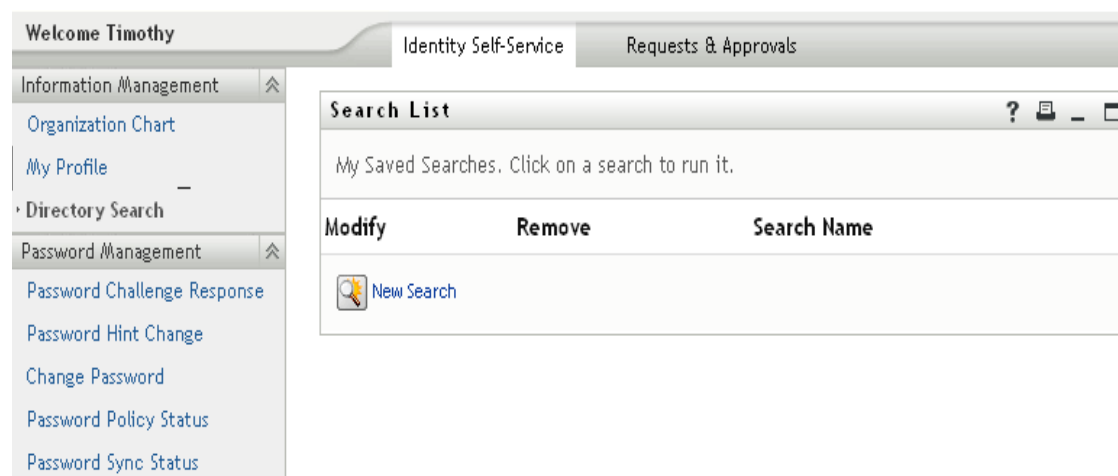 Welcome Timothy
Identity Self-Service
Requests & Approvals
Information Management
Organization Chart
My Profile
Directory Search
Password Management
Password Challenge Response
Password Hint Change
Change Password
Password Policy Status
Password Sync Status
Search List
?
My Saved Searches. Click on a search to run it.
Modify Remove Search Name
New Search